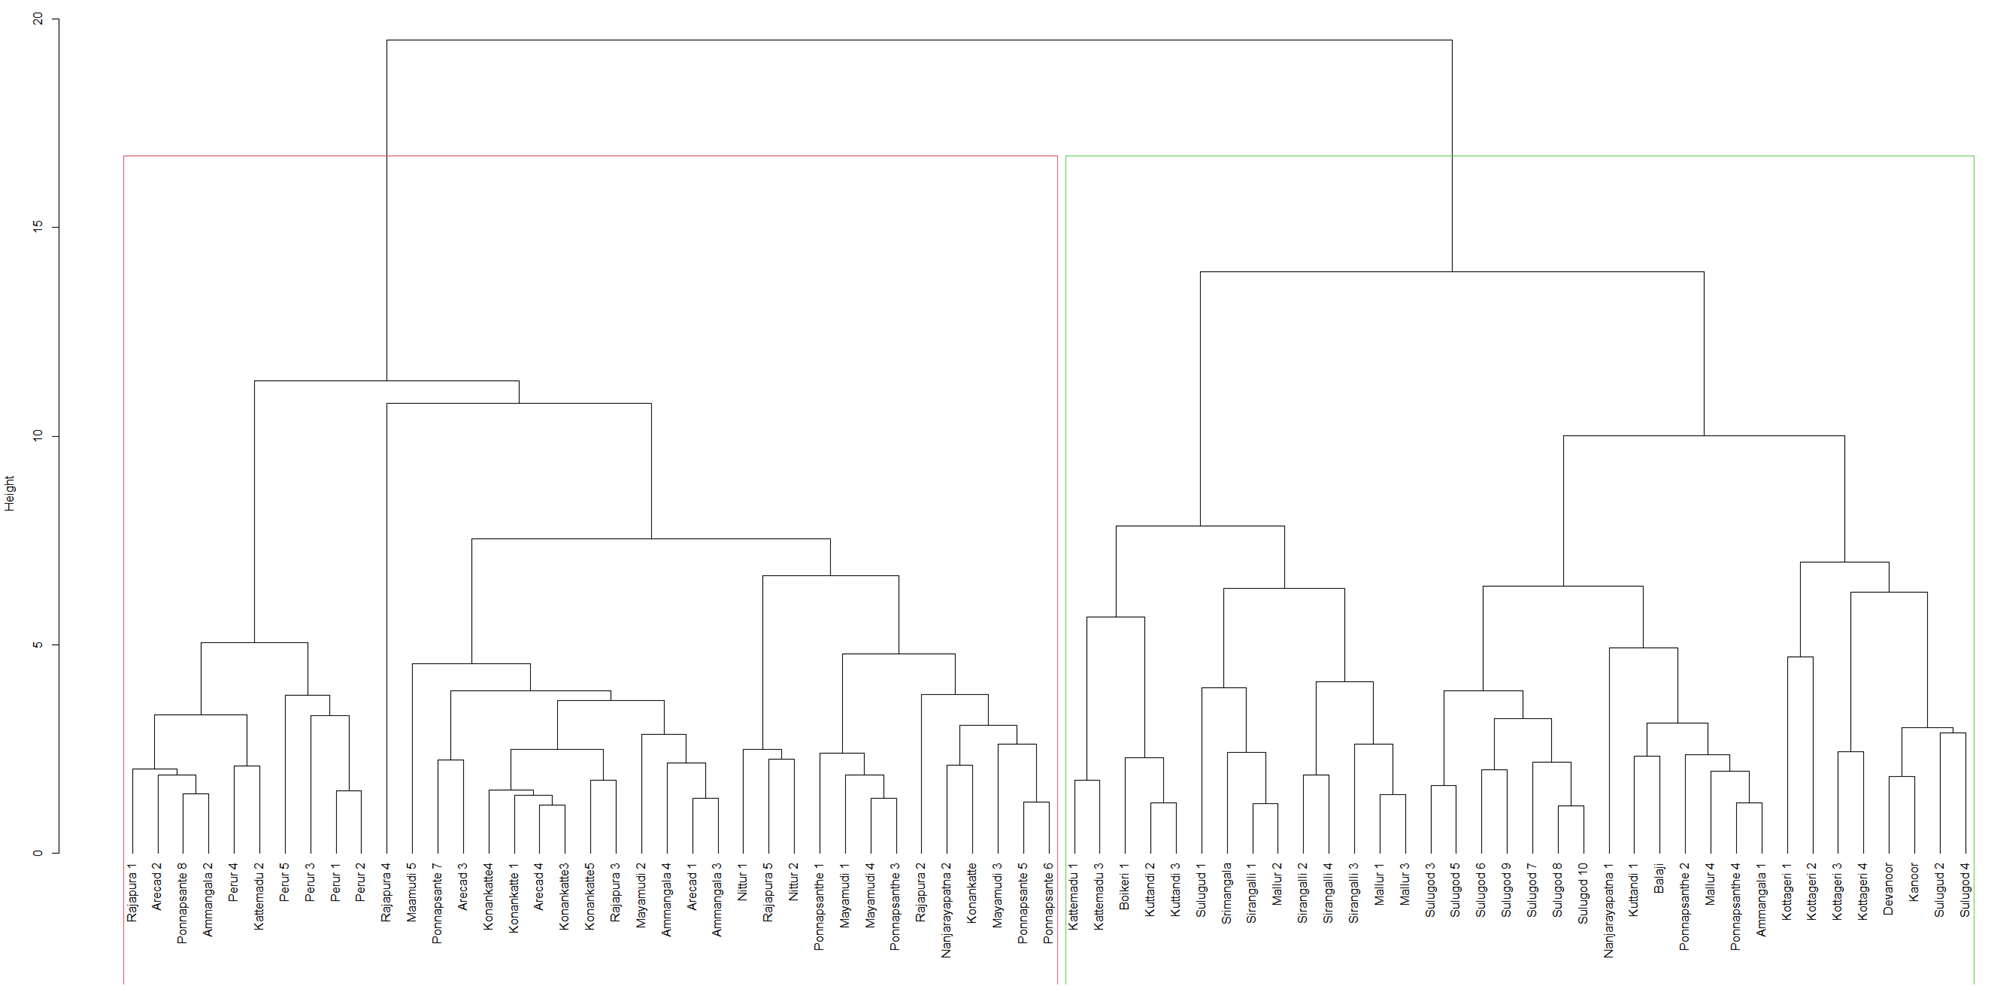 20
15
10
5
0
Height
Rajapura 1
Arecad 2
Ponnapsante 8
Ammangala 2
Perur 4
Kattemadu 2
Perur 5
Perur 3
Perur 1
Perur 2
Rajapura 4
Maamudi 5
Ponnapsante 7
Arecad 3
Konankatte4
Konankatte 1
Arecad 4
Konankatte3
Konankatte5
Rajapura 3
Mayamudi 2
Ammangala 4
Arecad 1
Ammangala 3
Nittur 1
Rajapura 5
Nittur 2
Ponnapsanthe 1
Mayamudi 1
Mayamudi 4
Ponnapsanthe 3
Rajapura 2
Nanjarayapatna 2
Konankatte
Mayamudi 3
Ponnapsante 5
Ponnapsante 6
Kattemadu 1
Kattemadu 3
Boikeri 1
Kuttandi 2
Kuttandi 3
Sulugud 1
Srimangala
Sirangalli 1
Mallur 2
Sirangalli 2
Sirangalli 4
Sirangalli 3
Mallur 1
Mallur 3
Sulugod 3
Sulugod 5
Sulugod 6
Sulugod 9
Sulugod 7
Sulugod 8
Sulugod 10
Nanjarayapatna 1
Kuttandi 1
Balaji
Ponnapsanthe 2
Mallur 4
Ponnapsanthe 4
Ammangala 1
Kottageri 1
Kottageri 2
Kottageri 3
Kottageri 4
Devanoor
Kanoor
Sulugud 2
Sulugod 4